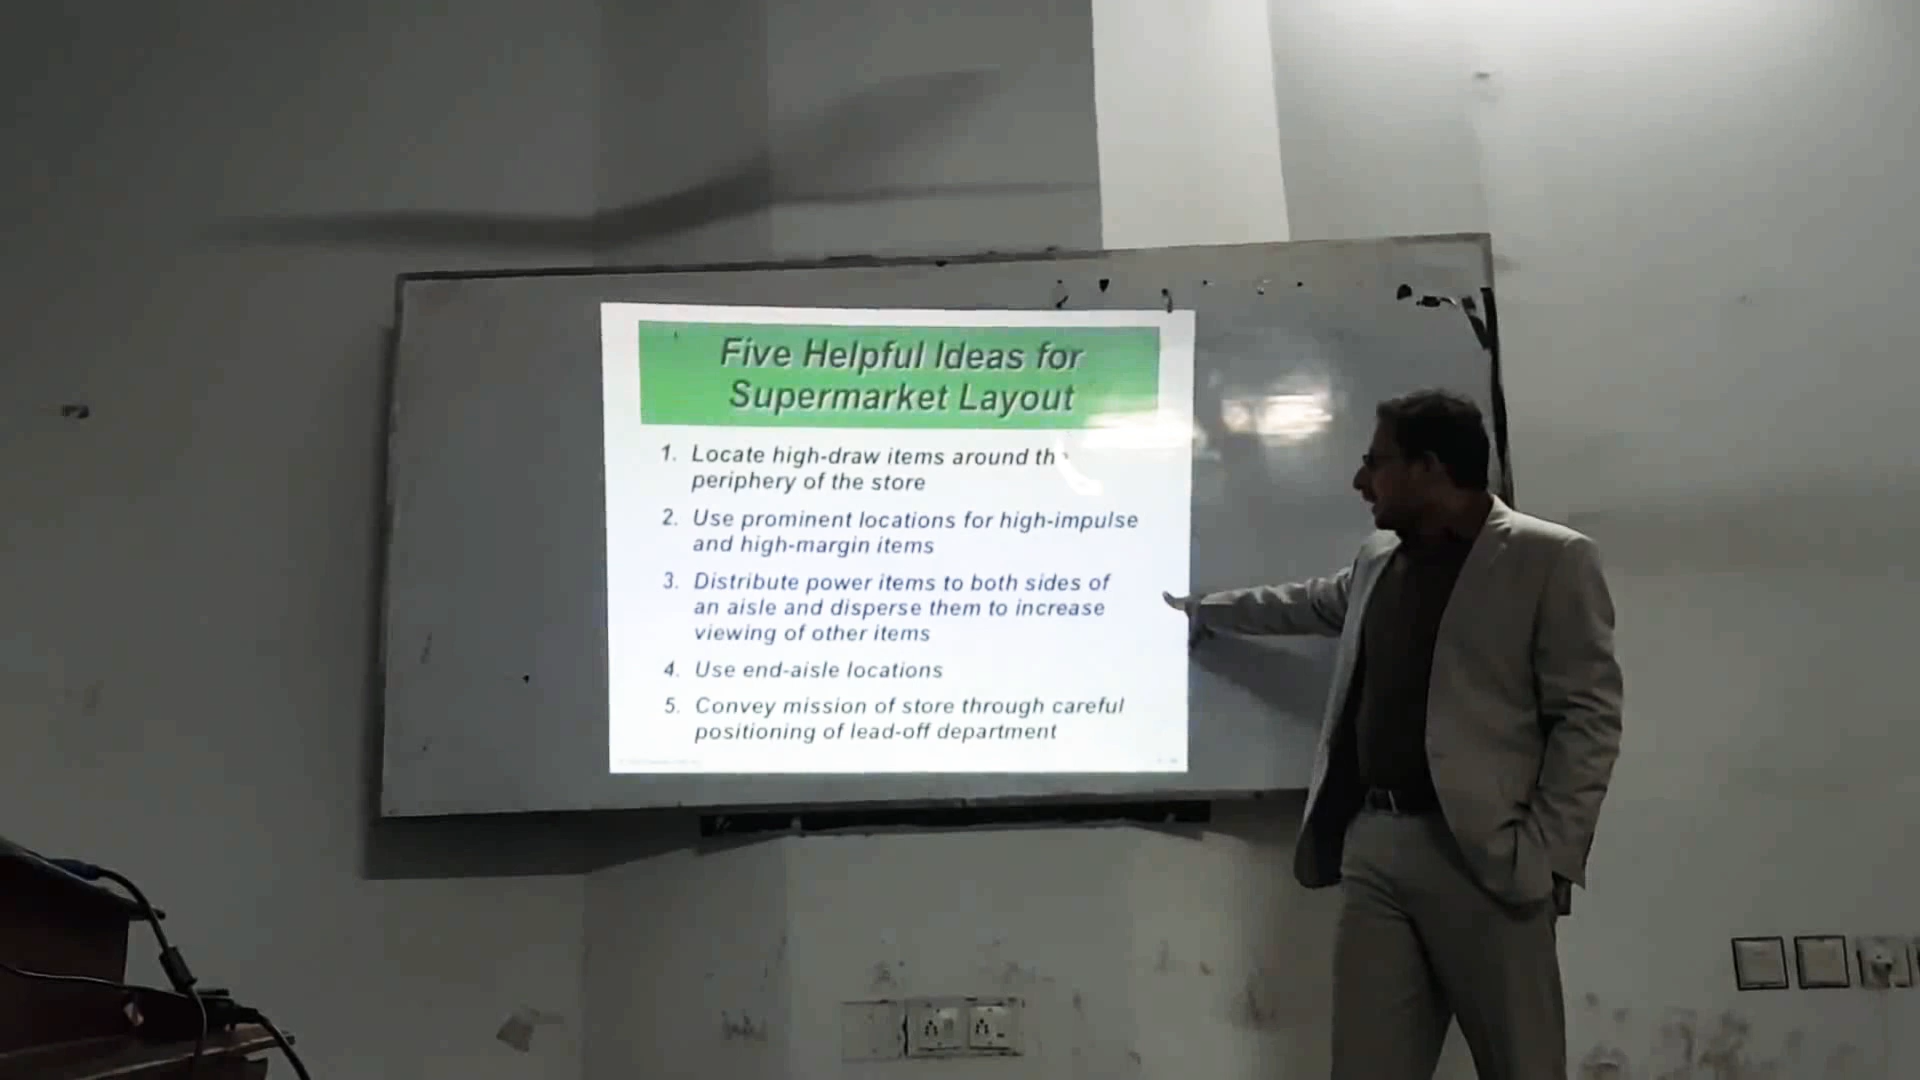 Five Helpful Ideas for
Supermarket Layout
1. Locate high-draw items around the
periphery of the store
2. Use prominent locations for high-impulse
and high-margin items
3. Distribute power items to both sides of
an aisle and disperse them to increase
viewing of other items
4. Use end-aisle locations
5. Convey mission of store through careful
positioning of lead-off department